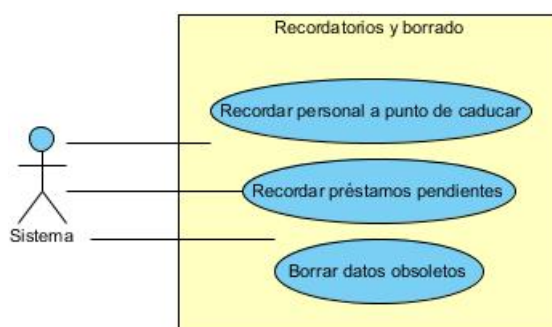 Recordatorios y borrado
Recordar personal a punto de caducar
Recordar préstamos pendientes
Sistema
Borrar datos obsoletos